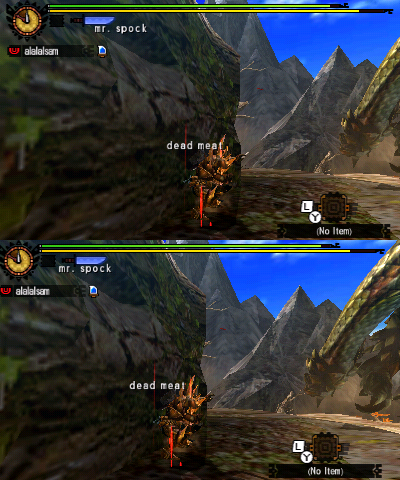 mr. spock
alalalsam
dead meat
L
Y
(No Item)
mr. spock
alalalsam
dead meat
L
Y
(No Item)